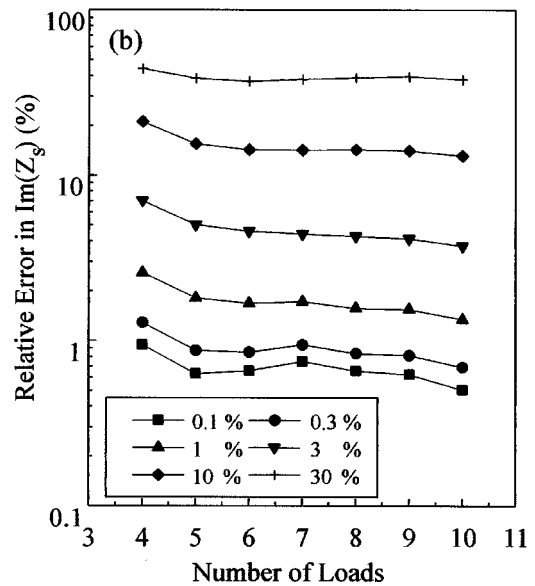 100
(b)
10
1
0.1
Relative Error in Im(Z_s) (%)
0.1 % 0.3 %
1 % 3 %
10 % 30 %
3 4 5 6 7 8 9 10 11
Number of Loads